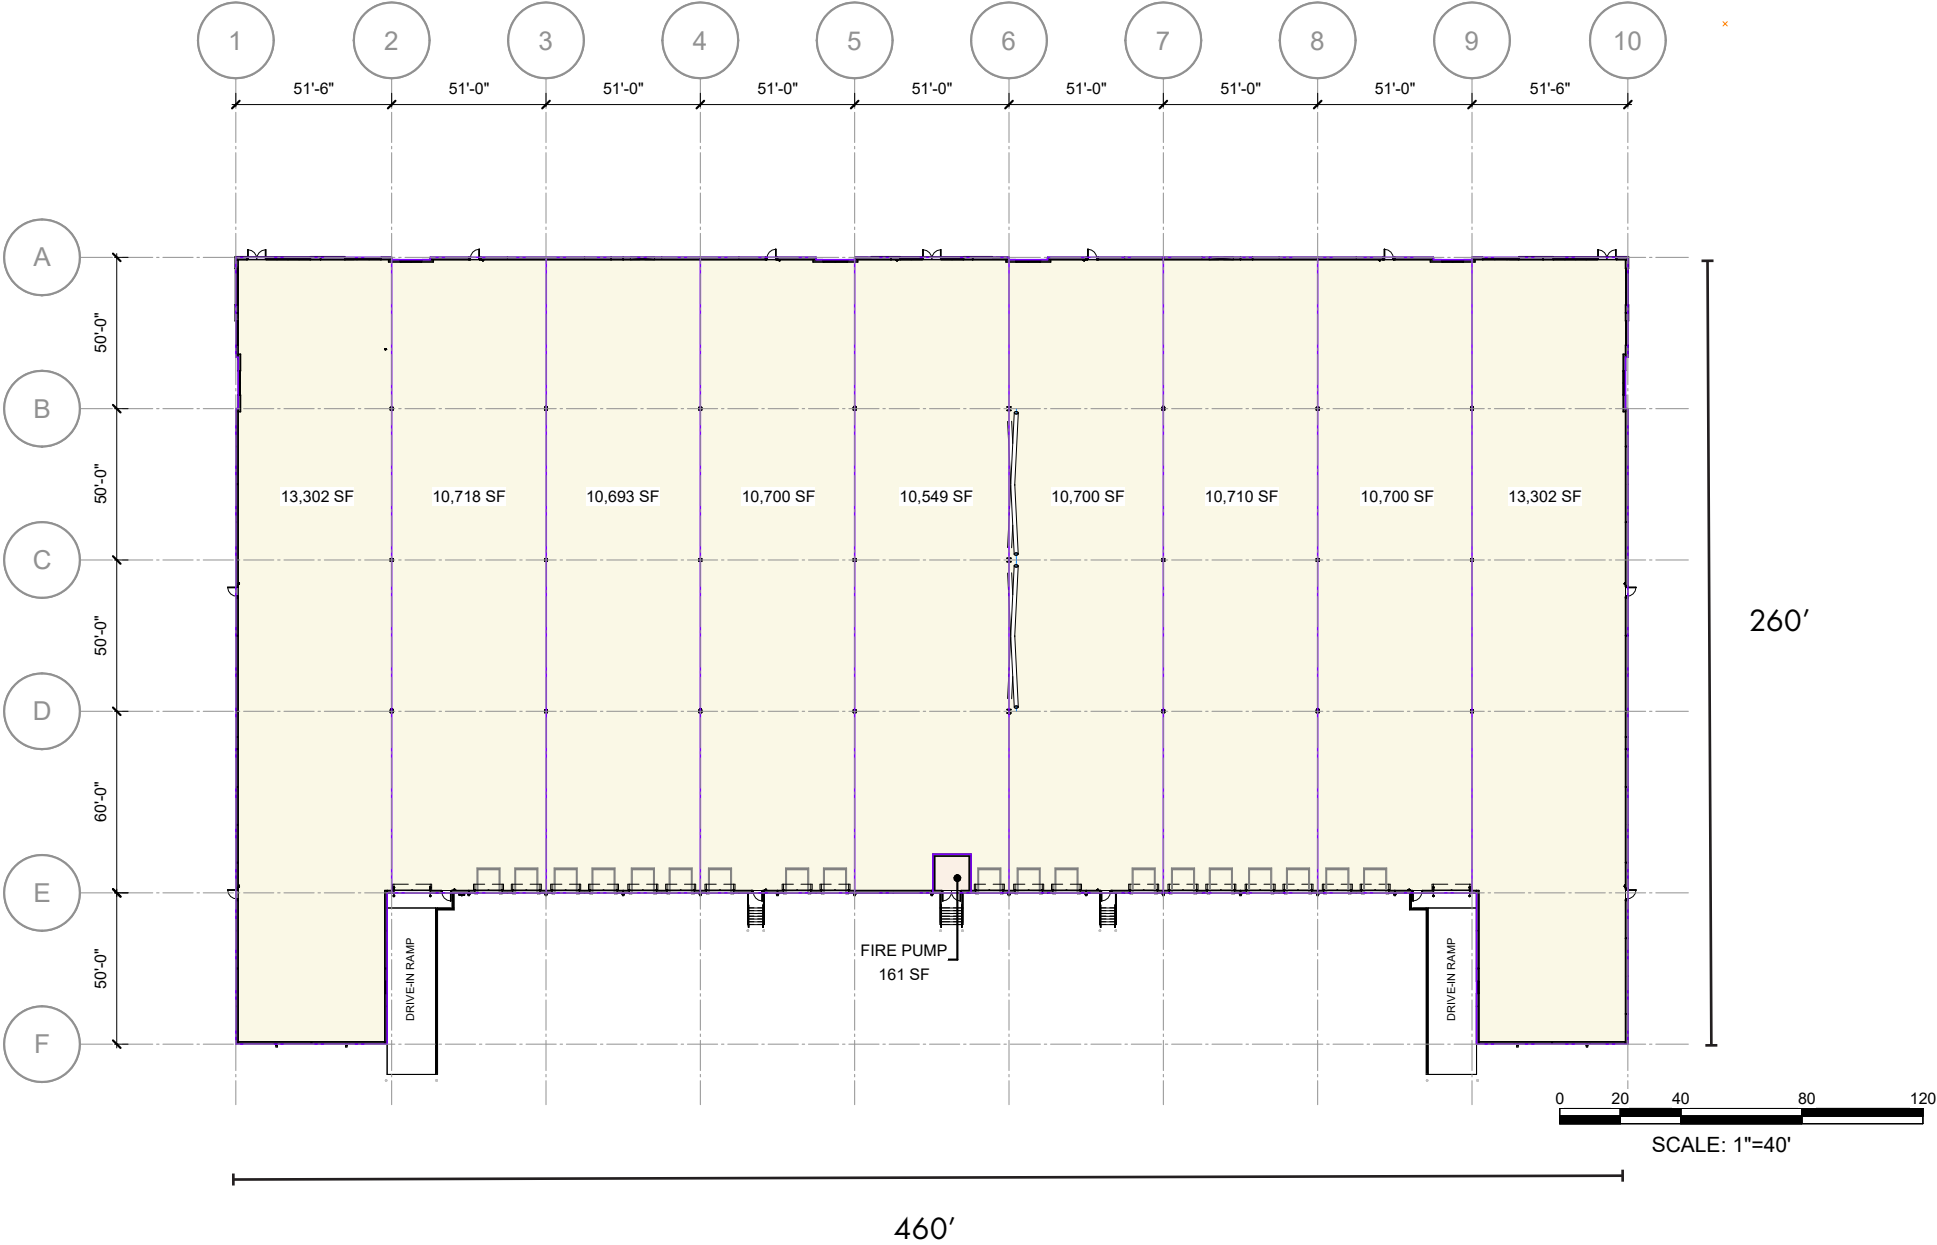 1 2 3 4 5 6 7 8 9 10
51'-6" 51'-0" 51'-0" 51'-0" 51'-0" 51'-0" 51'-0" 51'-0" 51'-6"
A
50'-0"
B
50'-0"
13,302 SF 10,718 SF 10,693 SF 10,700 SF 10,549 SF 10,700 SF 10,710 SF 10,700 SF 13,302 SF
C
50'-0"
260'
D
60'-0"
E
FIRE PUMP
161 SF
50'-0"
DRIVE-IN RAMP
DRIVE-IN RAMP
F
0 20 40 80 120
SCALE: 1"=40'
460'